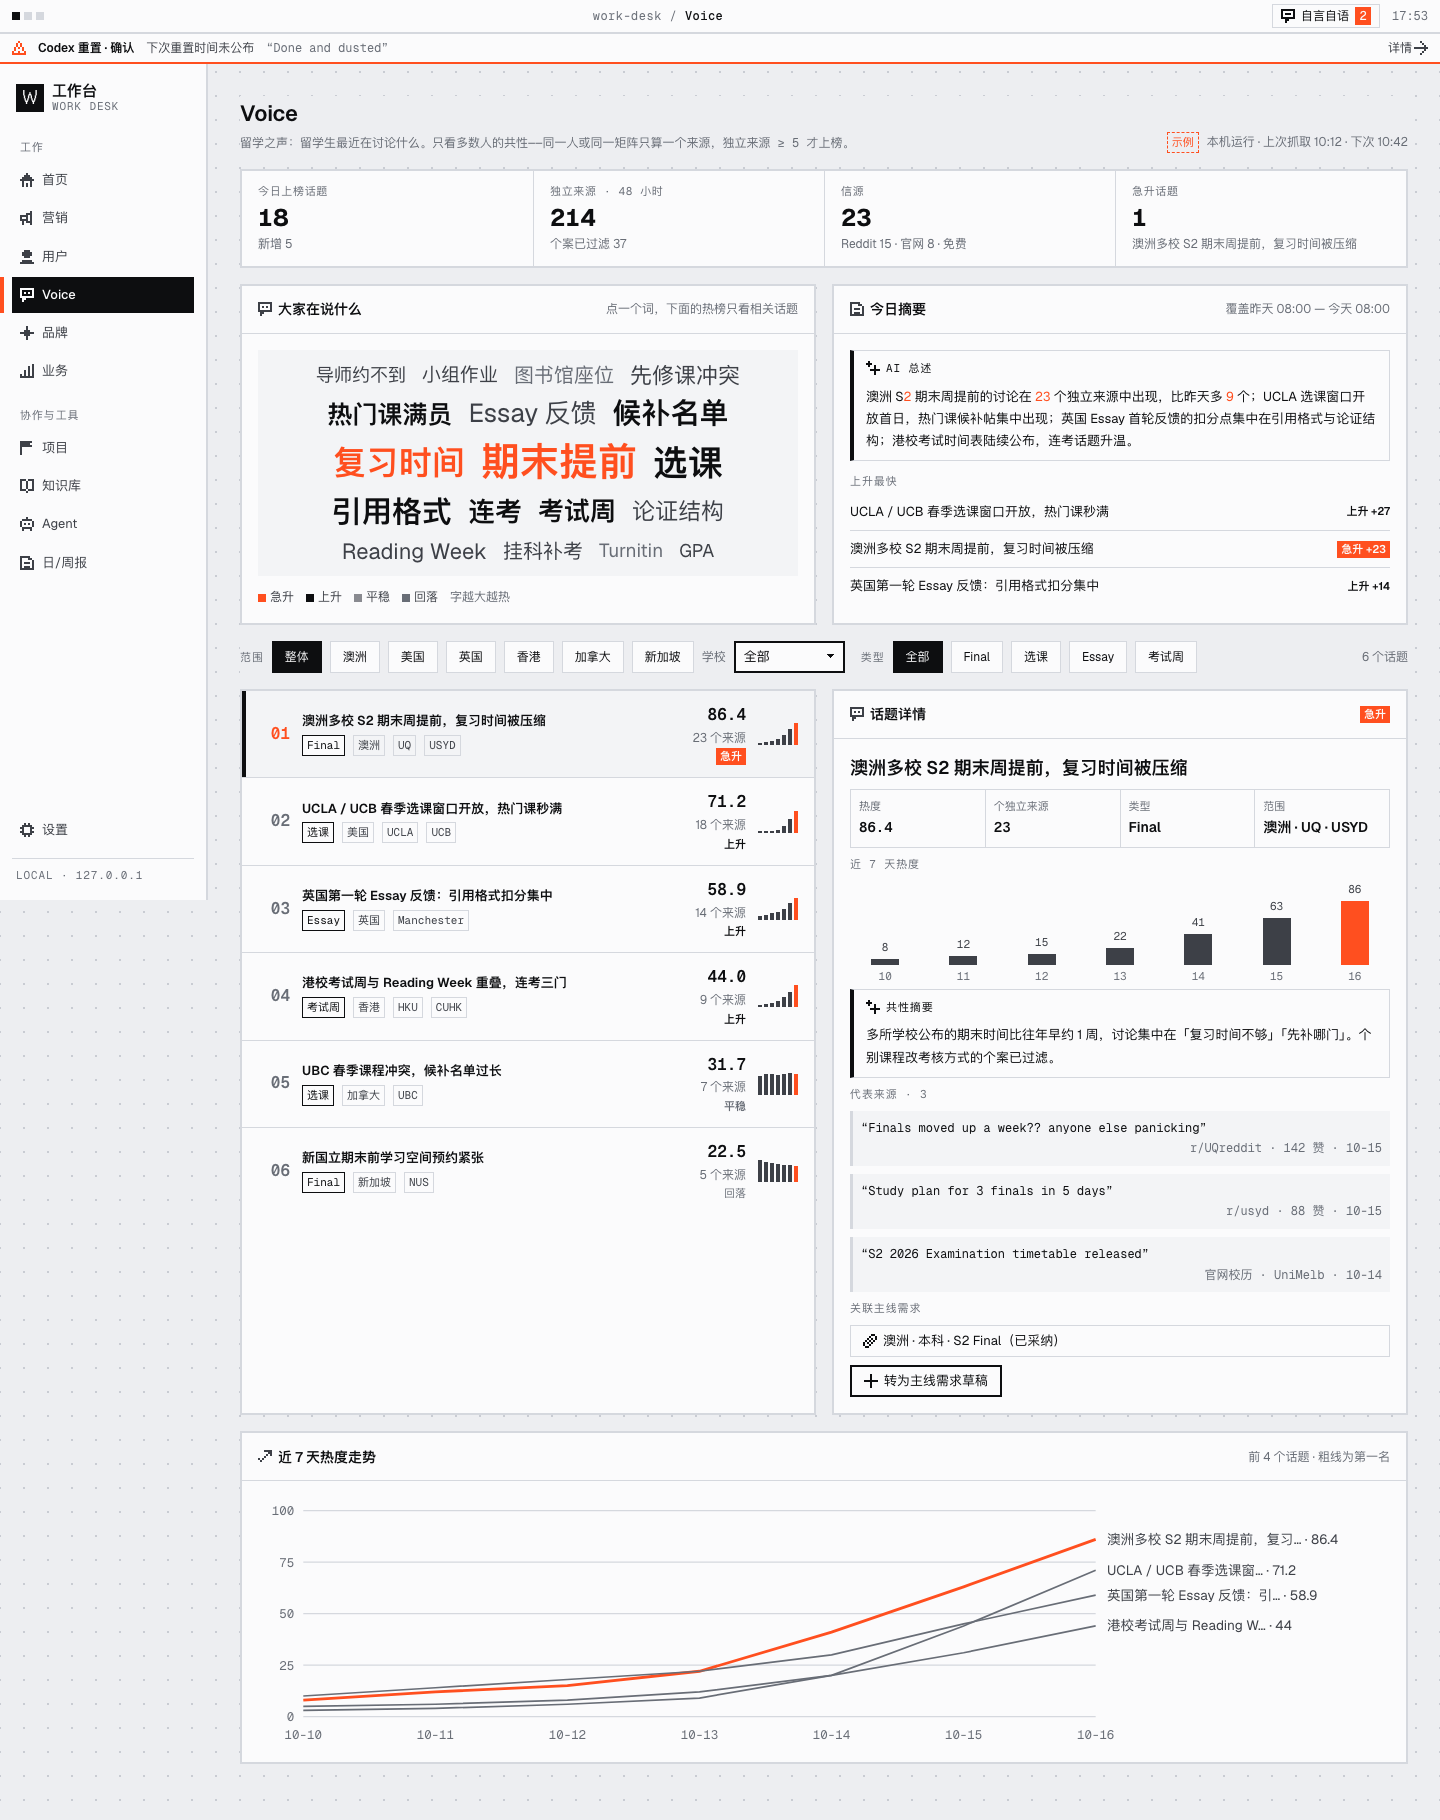 work-desk / Voice
自言自语 2
17:53
Codex 重置 · 确认 下次重置时间未公布 “Done and dusted”
详情
W 工作台
WORK DESK
工作
首页
营销
用户
Voice
品牌
业务
协作与工具
项目
知识库
Agent
日/周报
设置
LOCAL · 127.0.0.1
Voice
留学之声：留学生最近在讨论什么。只看多数人的共性——同一人或同一矩阵只算一个来源，独立来源 ≥ 5 才上榜。
示例 本机运行 · 上次抓取 10:12 · 下次 10:42
今日上榜话题
18
新增 5
独立来源 · 48 小时
214
个案已过滤 37
信源
23
Reddit 15 · 官网 8 · 免费
急升话题
1
澳洲多校 S2 期末周提前，复习时间被压缩
大家在说什么
点一个词，下面的热榜只看相关话题
导师约不到 小组作业 图书馆座位 先修课冲突
热门课满员 Essay 反馈 候补名单
复习时间 期末提前 选课
引用格式 连考 考试周 论证结构
Reading Week 挂科补考 Turnitin GPA
急升 上升 平稳 回落 字越大越热
今日摘要
覆盖昨天 08:00 — 今天 08:00
AI 总述
澳洲 S2 期末周提前的讨论在 23 个独立来源中出现，比昨天多 9 个；UCLA 选课窗口开
放首日，热门课候补帖集中出现；英国 Essay 首轮反馈的扣分点集中在引用格式与论证结
构；港校考试时间表陆续公布，连考话题升温。
上升最快
UCLA / UCB 春季选课窗口开放，热门课秒满 上升 +27
澳洲多校 S2 期末周提前，复习时间被压缩 急升 +23
英国第一轮 Essay 反馈：引用格式扣分集中 上升 +14
范围 整体 澳洲 美国 英国 香港 加拿大 新加坡 学校 全部 类型 全部 Final 选课 Essay 考试周 6 个话题
01
澳洲多校 S2 期末周提前，复习时间被压缩
Final 澳洲 UQ USYD
86.4
23 个来源
急升
02
UCLA / UCB 春季选课窗口开放，热门课秒满
选课 美国 UCLA UCB
71.2
18 个来源
上升
03
英国第一轮 Essay 反馈：引用格式扣分集中
Essay 英国 Manchester
58.9
14 个来源
上升
04
港校考试周与 Reading Week 重叠，连考三门
考试周 香港 HKU CUHK
44.0
9 个来源
上升
05
UBC 春季课程冲突，候补名单过长
选课 加拿大 UBC
31.7
7 个来源
平稳
06
新国立期末前学习空间预约紧张
Final 新加坡 NUS
22.5
5 个来源
回落
话题详情
急升
澳洲多校 S2 期末周提前，复习时间被压缩
热度
86.4
个独立来源
23
类型
Final
范围
澳洲 · UQ · USYD
近 7 天热度
8 12 15 22 41 63 86
10 11 12 13 14 15 16
共性摘要
多所学校公布的期末时间比往年早约 1 周，讨论集中在「复习时间不够」「先补哪门」。个
别课程改考核方式的个案已过滤。
代表来源 · 3
“Finals moved up a week?? anyone else panicking”
r/UQreddit · 142 赞 · 10-15
“Study plan for 3 finals in 5 days”
r/usyd · 88 赞 · 10-15
“S2 2026 Examination timetable released”
官网校历 · UniMelb · 10-14
关联主线需求
澳洲 · 本科 · S2 Final（已采纳）
转为主线需求草稿
近 7 天热度走势
前 4 个话题 · 粗线为第一名
100
75
50
25
0
10-10 10-11 10-12 10-13 10-14 10-15 10-16
澳洲多校 S2 期末周提前，复习… · 86.4
UCLA / UCB 春季选课窗… · 71.2
英国第一轮 Essay 反馈：引… · 58.9
港校考试周与 Reading W… · 44